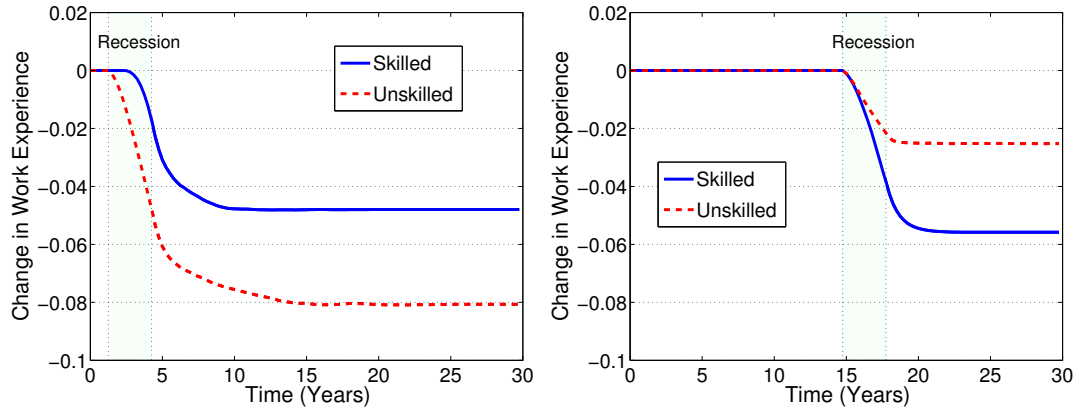 0.02
0
−0.02
−0.04
−0.06
−0.08
−0.1
Change in Work Experience
Recession
Skilled
Unskilled
0 5 10 15 20 25 30
Time (Years)
0.02
0
−0.02
−0.04
−0.06
−0.08
−0.1
Change in Work Experience
Recession
Skilled
Unskilled
0 5 10 15 20 25 30
Time (Years)